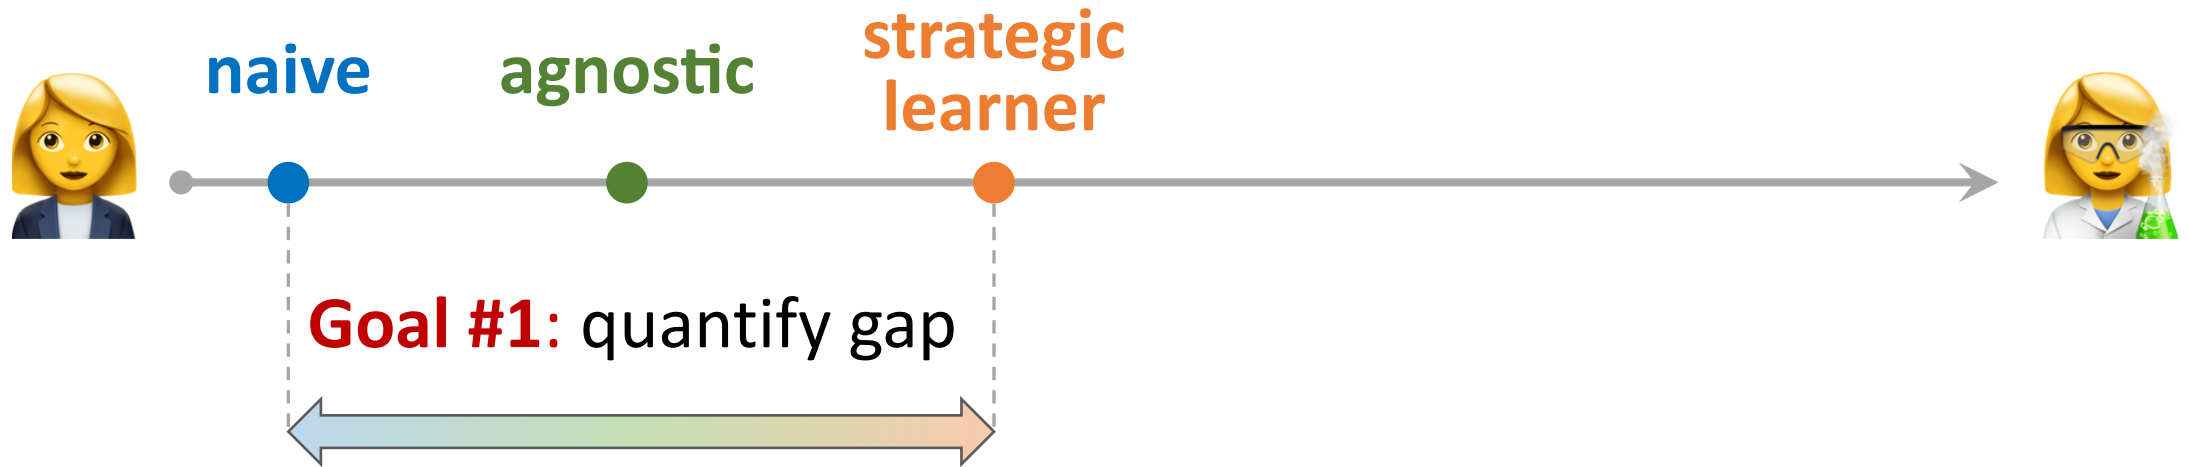 naive
agnostic
strategic
learner
Goal #1: quantify gap